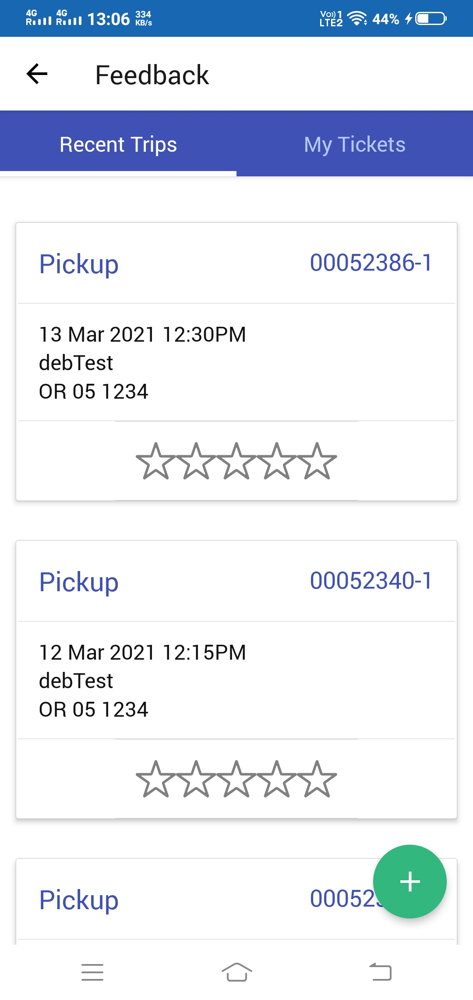 4G 4G 13:06 334 KB/s Vo)) 1 LTE2 44%
R R
Feedback
Recent Trips My Tickets
Pickup 00052386-1
13 Mar 2021 12:30PM
debTest
OR 05 1234
Pickup 00052340-1
12 Mar 2021 12:15PM
debTest
OR 05 1234
Pickup